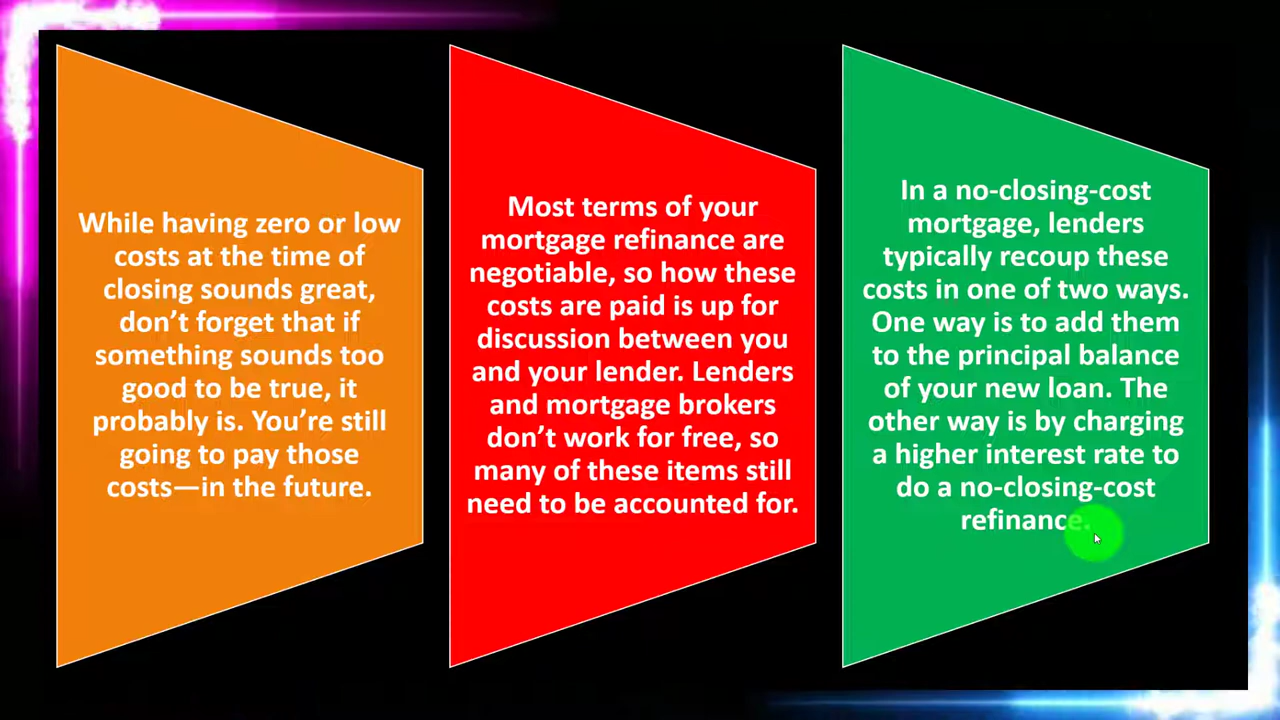 While having zero or low
costs at the time of
closing sounds great,
don’t forget that if
something sounds too
good to be true, it
probably is. You’re still
going to pay those
costs—in the future.
Most terms of your
mortgage refinance are
negotiable, so how these
costs are paid is up for
discussion between you
and your lender. Lenders
and mortgage brokers
don’t work for free, so
many of these items still
need to be accounted for.
In a no-closing-cost
mortgage, lenders
typically recoup these
costs in one of two ways.
One way is to add them
to the principal balance
of your new loan. The
other way is by charging
a higher interest rate to
do a no-closing-cost
refinance.